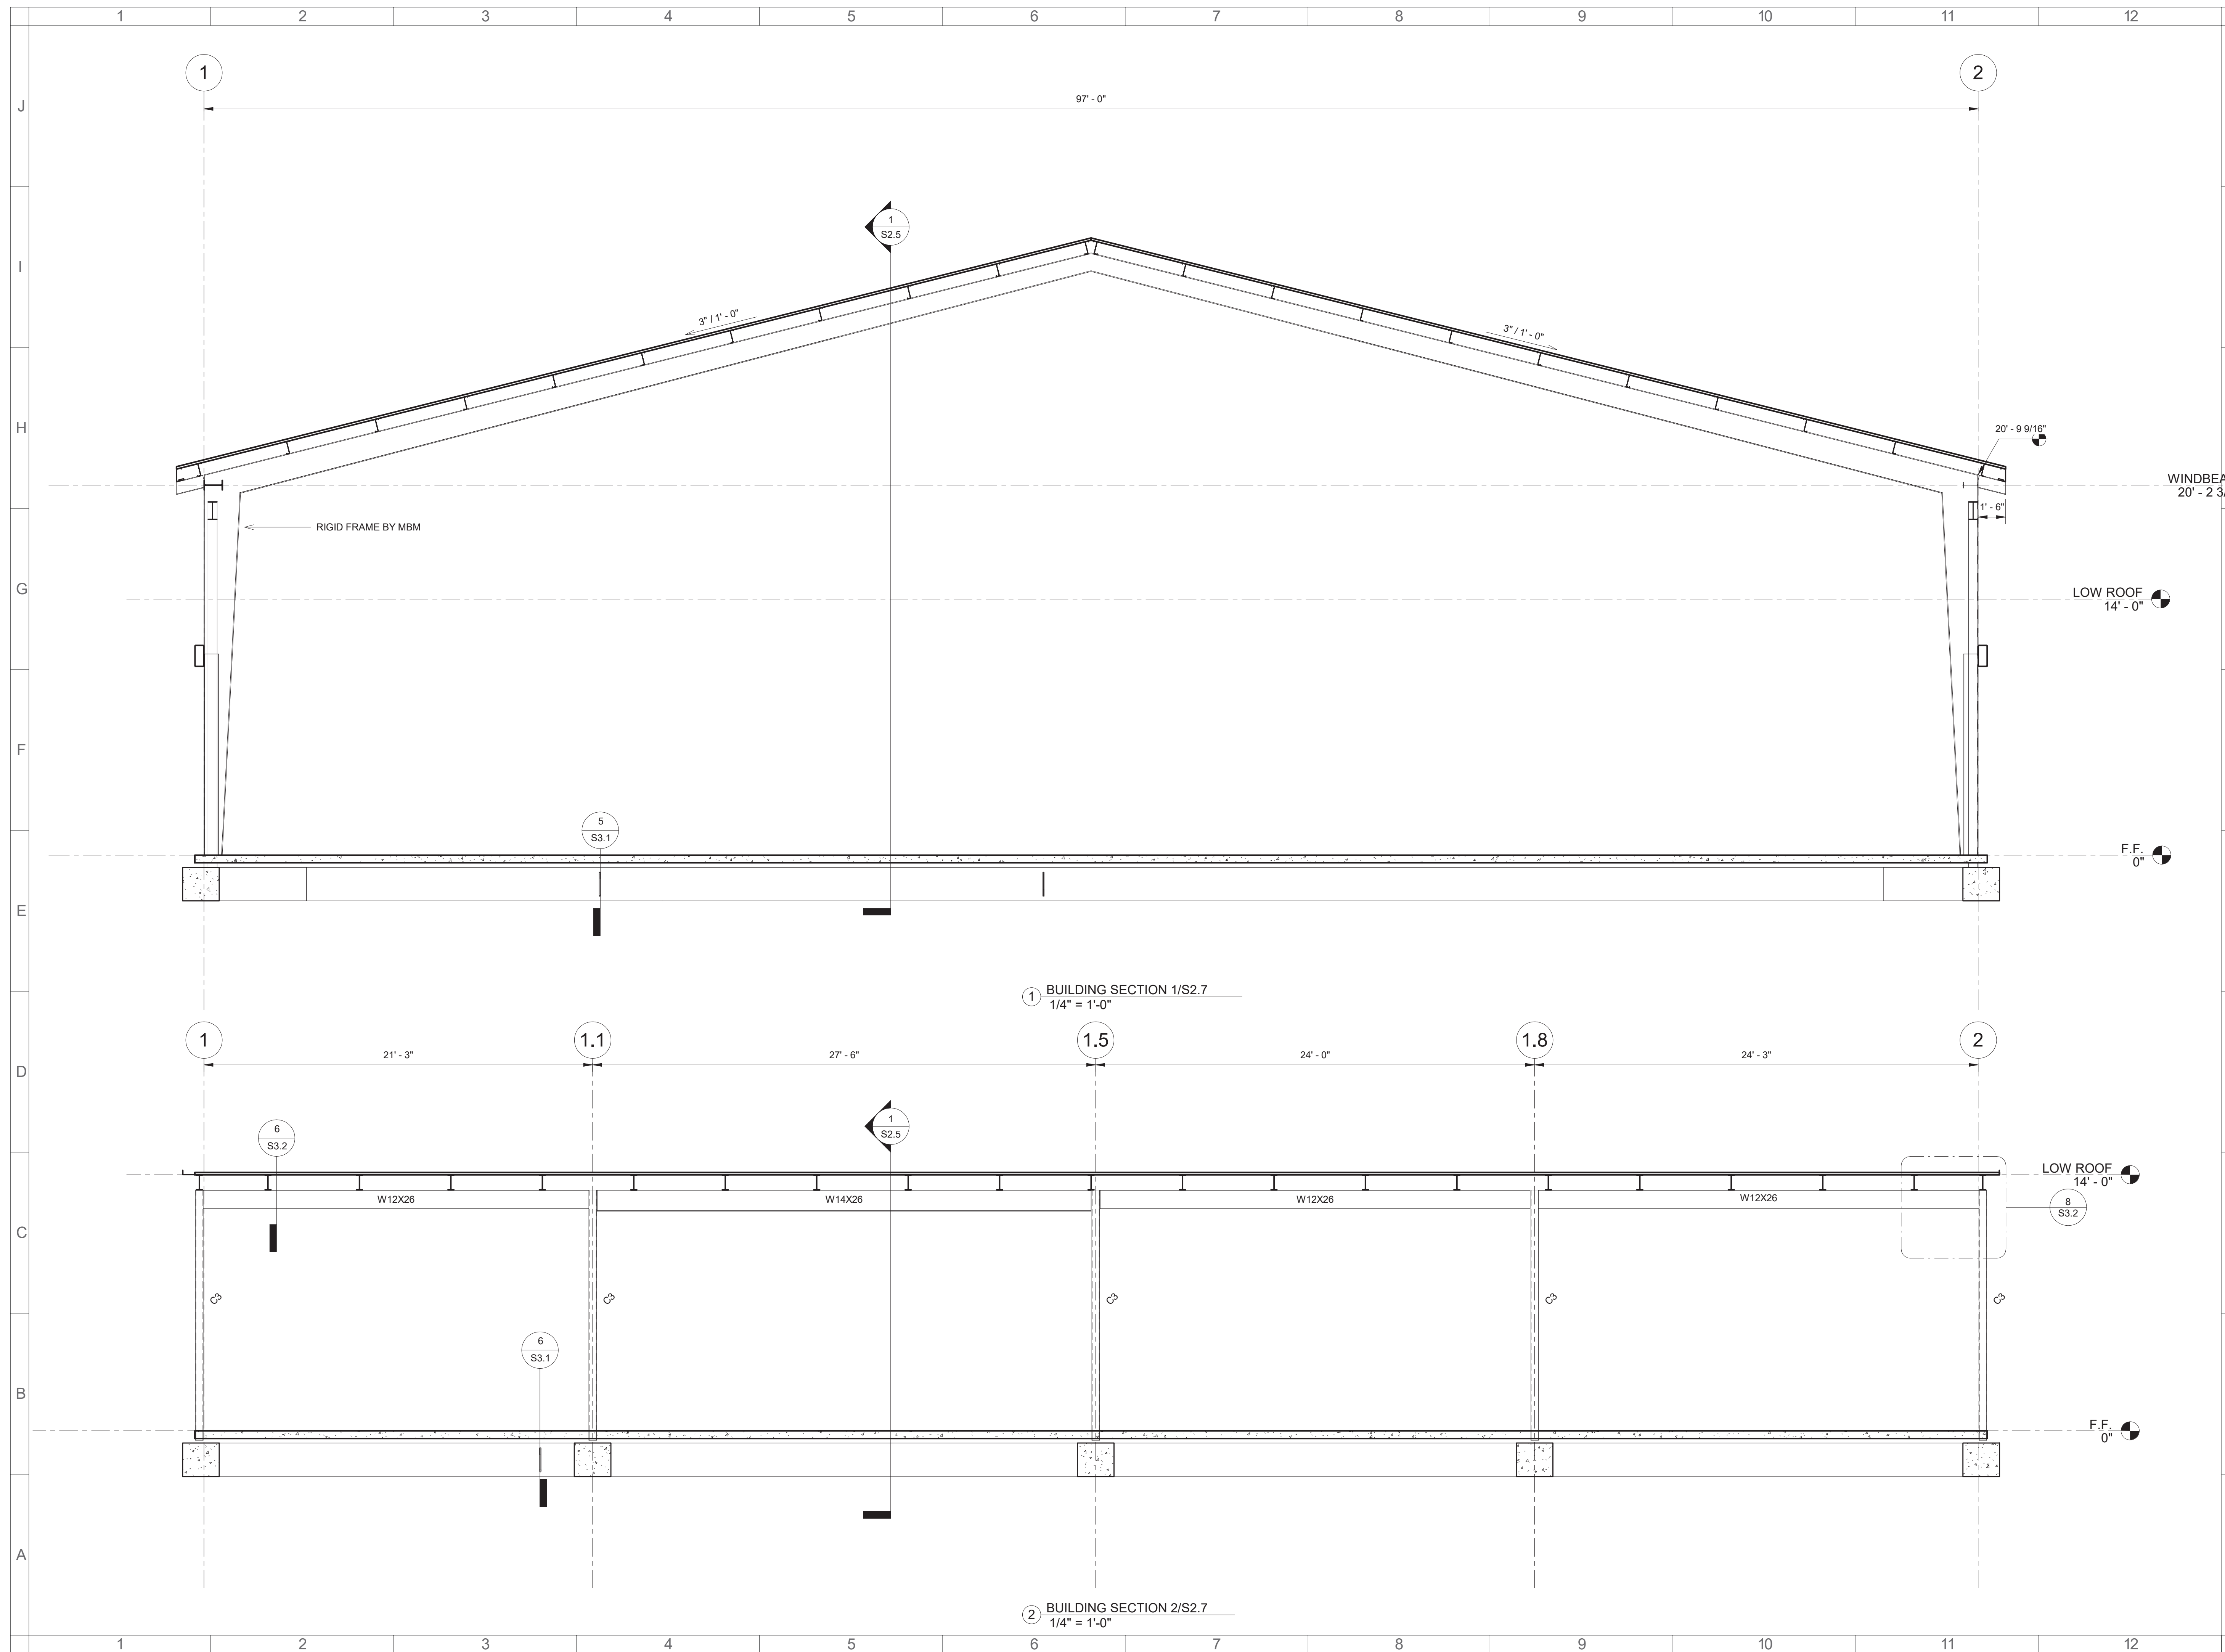 1 2 3 4 5 6 7 8 9 10 11 12
J
I
H
G
F
E
D
C
B
A
1
2
97' - 0"
1
S2.5
3" / 1' - 0"
3" / 1' - 0"
20' - 9 9/16"
WINDBEA
20' - 2 3/
1' - 6"
RIGID FRAME BY MBM
LOW ROOF
14' - 0"
5
S3.1
F.F.
0"
1 BUILDING SECTION 1/S2.7
1/4" = 1'-0"
1
1.1
1.5
1.8
2
21' - 3"
27' - 6"
24' - 0"
24' - 3"
1
S2.5
6
S3.2
LOW ROOF
14' - 0"
W12X26
W14X26
W12X26
W12X26
8
S3.2
C3
C3
C3
C3
C3
6
S3.1
F.F.
0"
2 BUILDING SECTION 2/S2.7
1/4" = 1'-0"
1 2 3 4 5 6 7 8 9 10 11 12